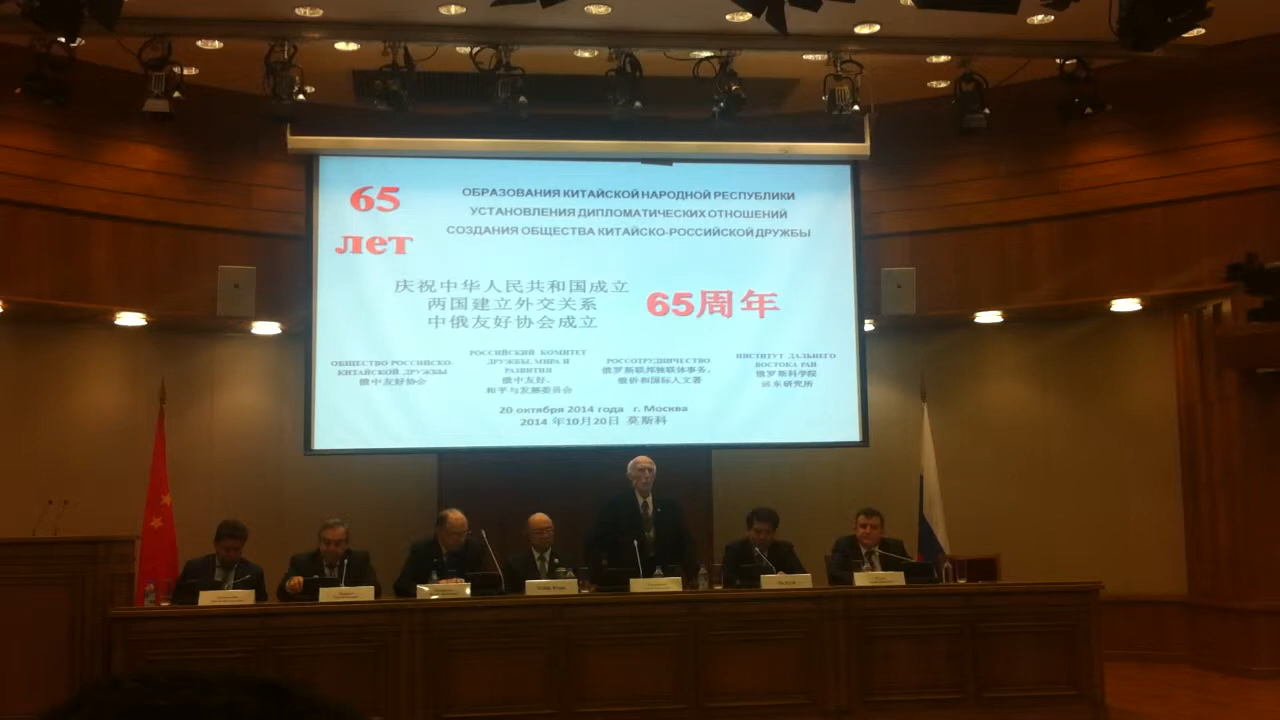 65
лет
ОБРАЗОВАНИЯ КИТАЙСКОЙ НАРОДНОЙ РЕСПУБЛИКИ
УСТАНОВЛЕНИЯ ДИПЛОМАТИЧЕСКИХ ОТНОШЕНИЙ
СОЗДАНИЯ ОБЩЕСТВА КИТАЙСКО-РОССИЙСКОЙ ДРУЖБЫ
庆祝中华人民共和国成立
两国建立外交关系
中俄友好协会成立
65周年
ОБЩЕСТВО РОССИЙСКО-
КИТАЙСКОЙ ДРУЖБЫ
俄中友好协会
РОССИЙСКИЙ КОМИТЕТ
ДРУЖБЫ, МИРА И
РАЗВИТИЯ
俄中友好、
和平与发展委员会
РОССОТРУДНИЧЕСТВО
俄罗斯联邦独联体事务、
俄侨和国际人文署
ИНСТИТУТ ДАЛЬНЕГО
ВОСТОКА РАН
俄罗斯科学院
远东研究所
20 октября 2014 года г. Москва
2014 年10月20日 莫斯科